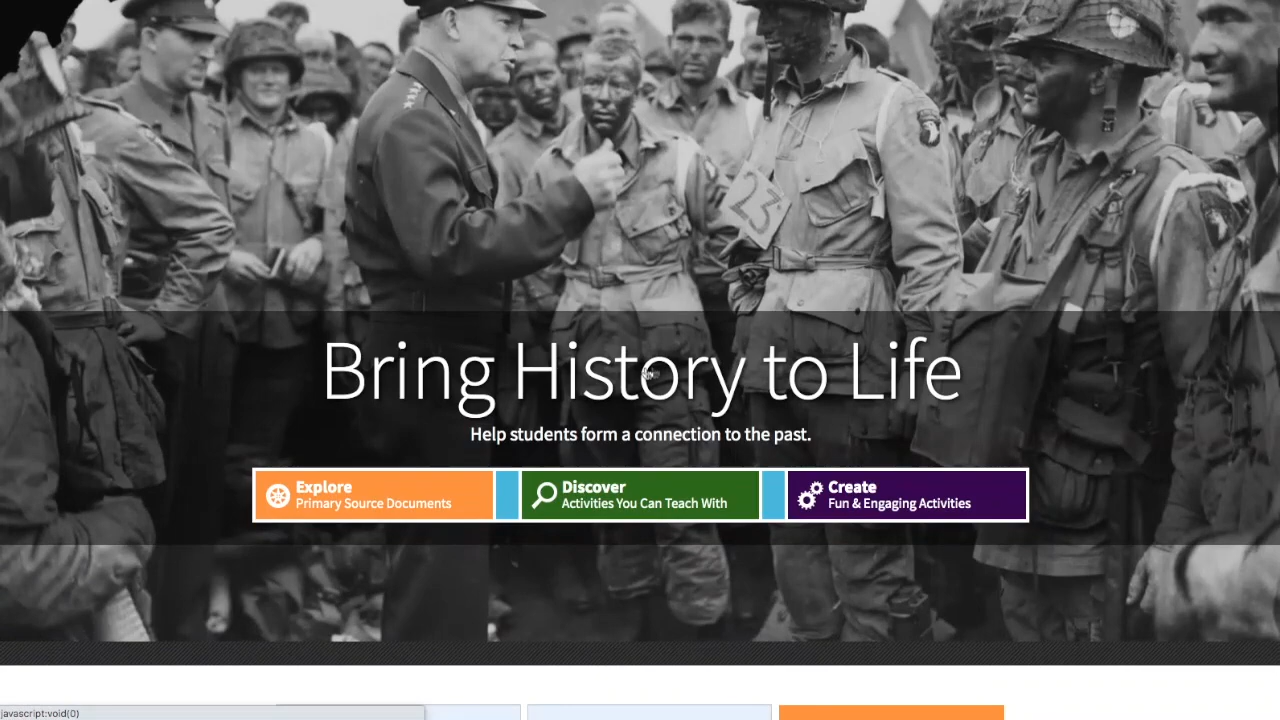 23
Bring History to Life
Help students form a connection to the past.
Explore
Primary Source Documents
Discover
Activities You Can Teach With
Create
Fun & Engaging Activities
javascript:void(0)